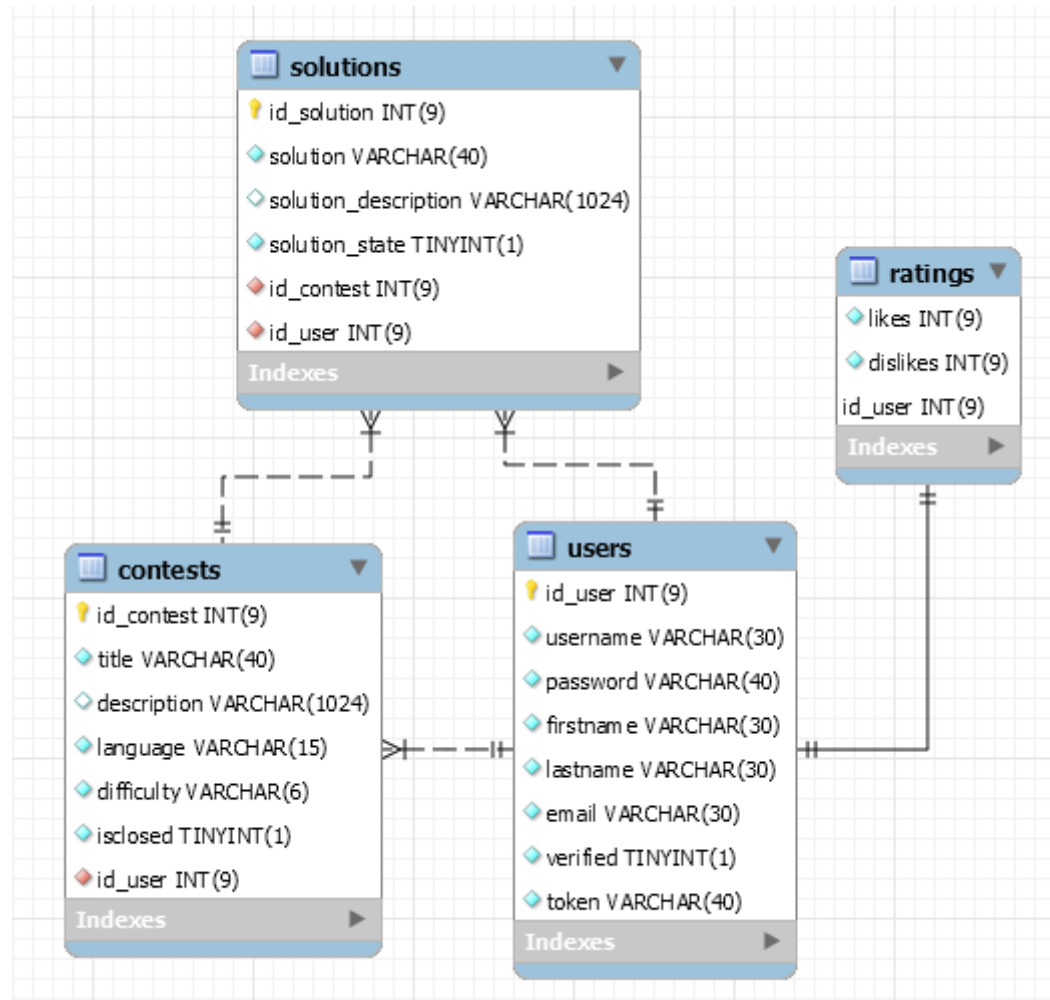 solutions
id_solution INT(9)
solution VARCHAR(40)
solution_description VARCHAR(1024)
solution_state TINYINT(1)
id_contest INT(9)
id_user INT(9)
Indexes
ratings
likes INT(9)
dislikes INT(9)
id_user INT(9)
Indexes
contests
id_contest INT(9)
title VARCHAR(40)
description VARCHAR(1024)
language VARCHAR(15)
difficulty VARCHAR(6)
isclosed TINYINT(1)
id_user INT(9)
Indexes
users
id_user INT(9)
username VARCHAR(30)
password VARCHAR(40)
firstname VARCHAR(30)
lastname VARCHAR(30)
email VARCHAR(30)
verified TINYINT(1)
token VARCHAR(40)
Indexes